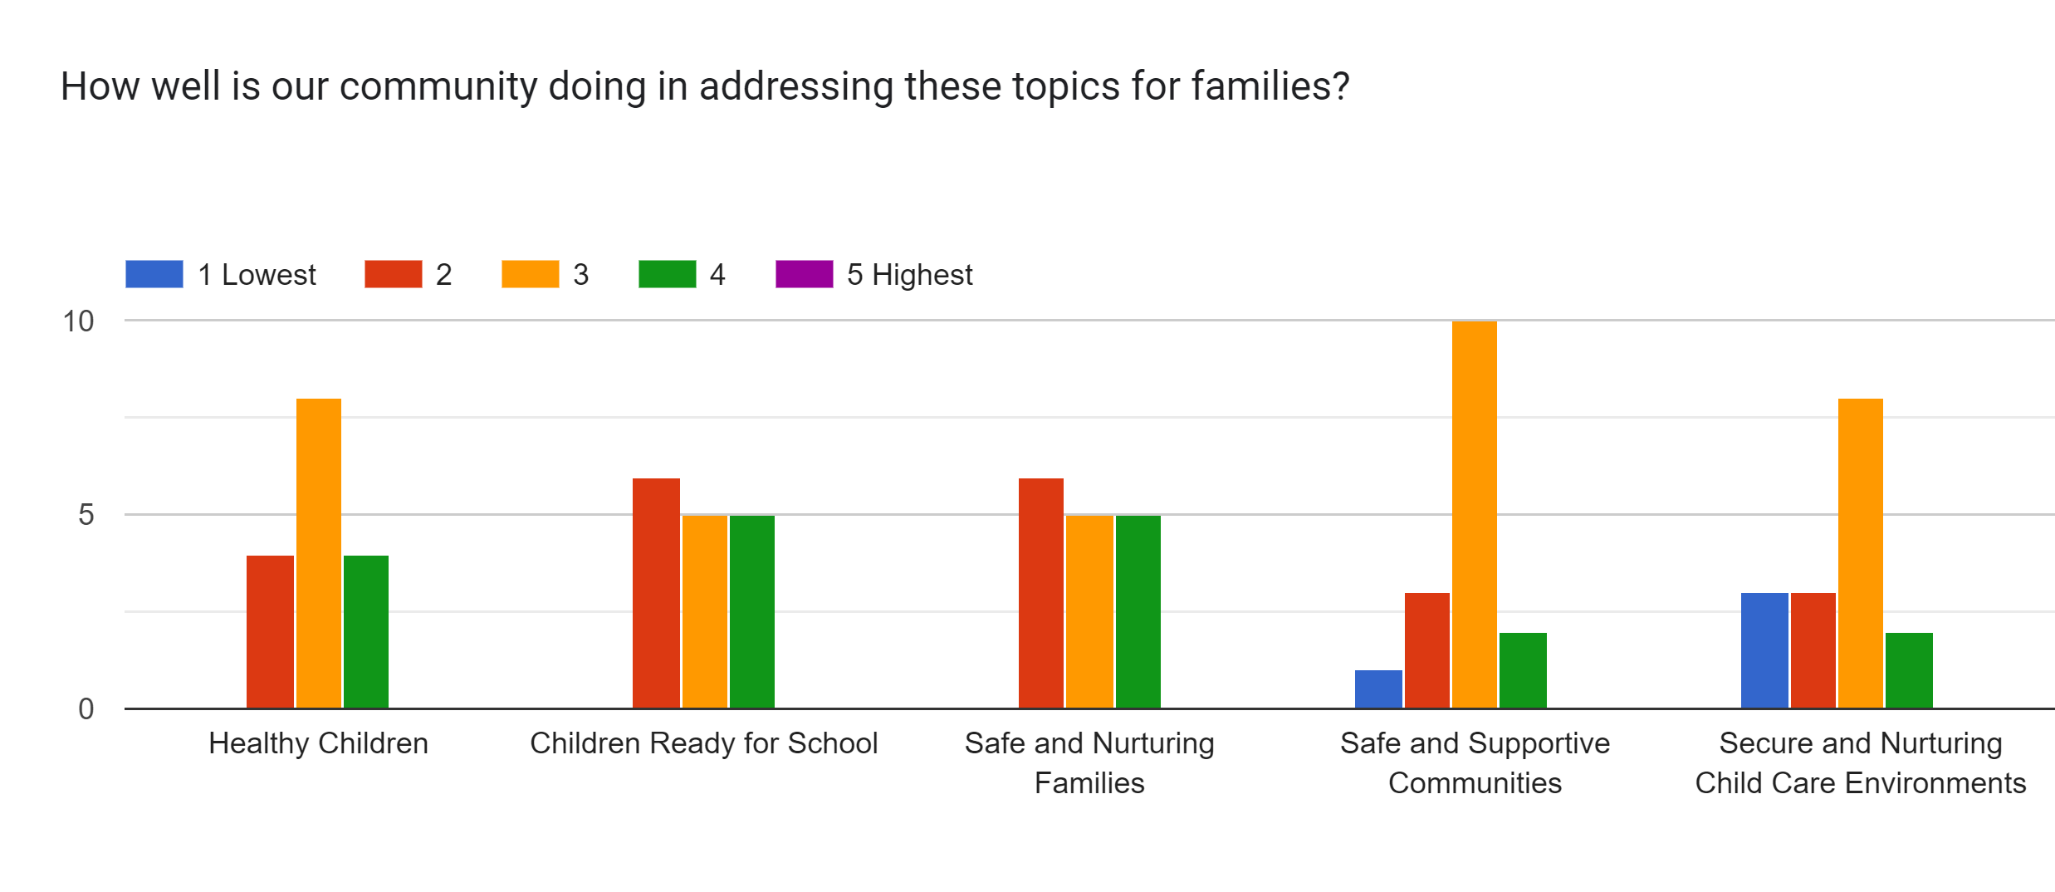 How well is our community doing in addressing these topics for families?
1 Lowest 2 3 4 5 Highest
10
5
0
Healthy Children
Children Ready for School
Safe and Nurturing
Families
Safe and Supportive
Communities
Secure and Nurturing
Child Care Environments